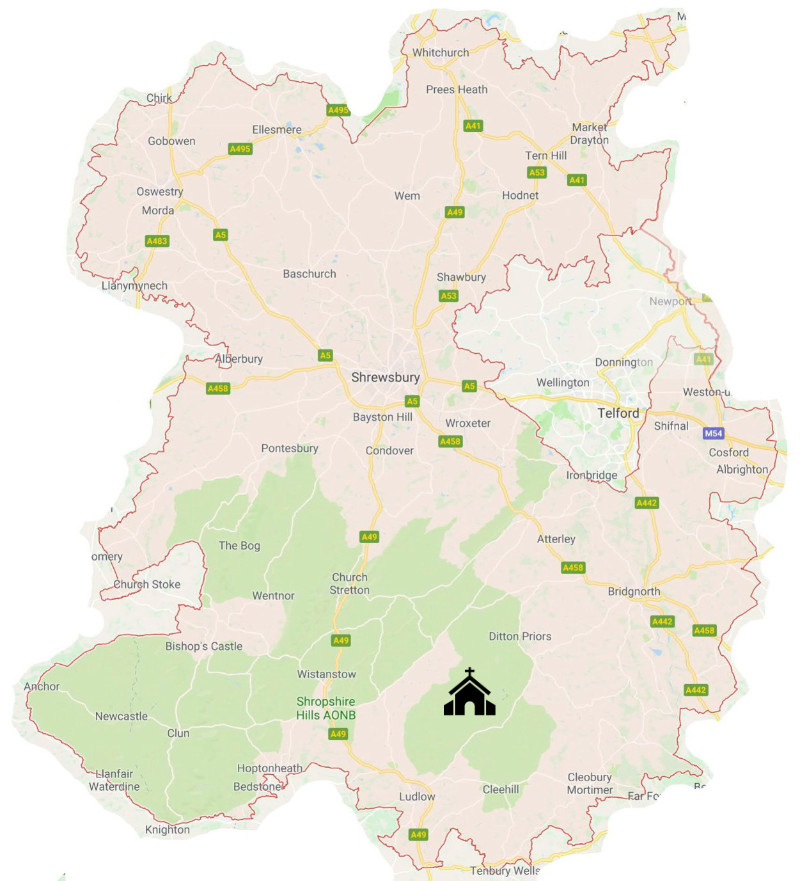 M
Whitchurch
Chirk
Prees Heath
A495
Ellesmere
A41
Market
Drayton
Gobowen
A495
Tern Hill
A53
A41
Oswestry
Wem
Hodnet
Morda
A49
A5
A483
Baschurch
Shawbury
Llanymynech
A53
Newport
Alberbury
A5
A41
Donnington
Shrewsbury
Wellington
A458
A5
Weston-u
A5
Telford
Bayston Hill
Wroxeter
Shifnal
M54
A458
Pontesbury
Condover
Cosford
Albrighton
Ironbridge
A442
A49
Atterley
The Bog
omery
A458
Church
Stretton
Church Stoke
Wentnor
Bridgnorth
A442
A458
Ditton Priors
A49
Bishop's Castle
Wistanstow
Anchor
A442
Shropshire
Hills AONB
Newcastle
Clun
A49
Hoptonheath
Llanfair
Waterdine
Bedstone
Cleobury
Mortimer
Cleehill
Ludlow
Far Fo
Knighton
A49
Tenbury Wells